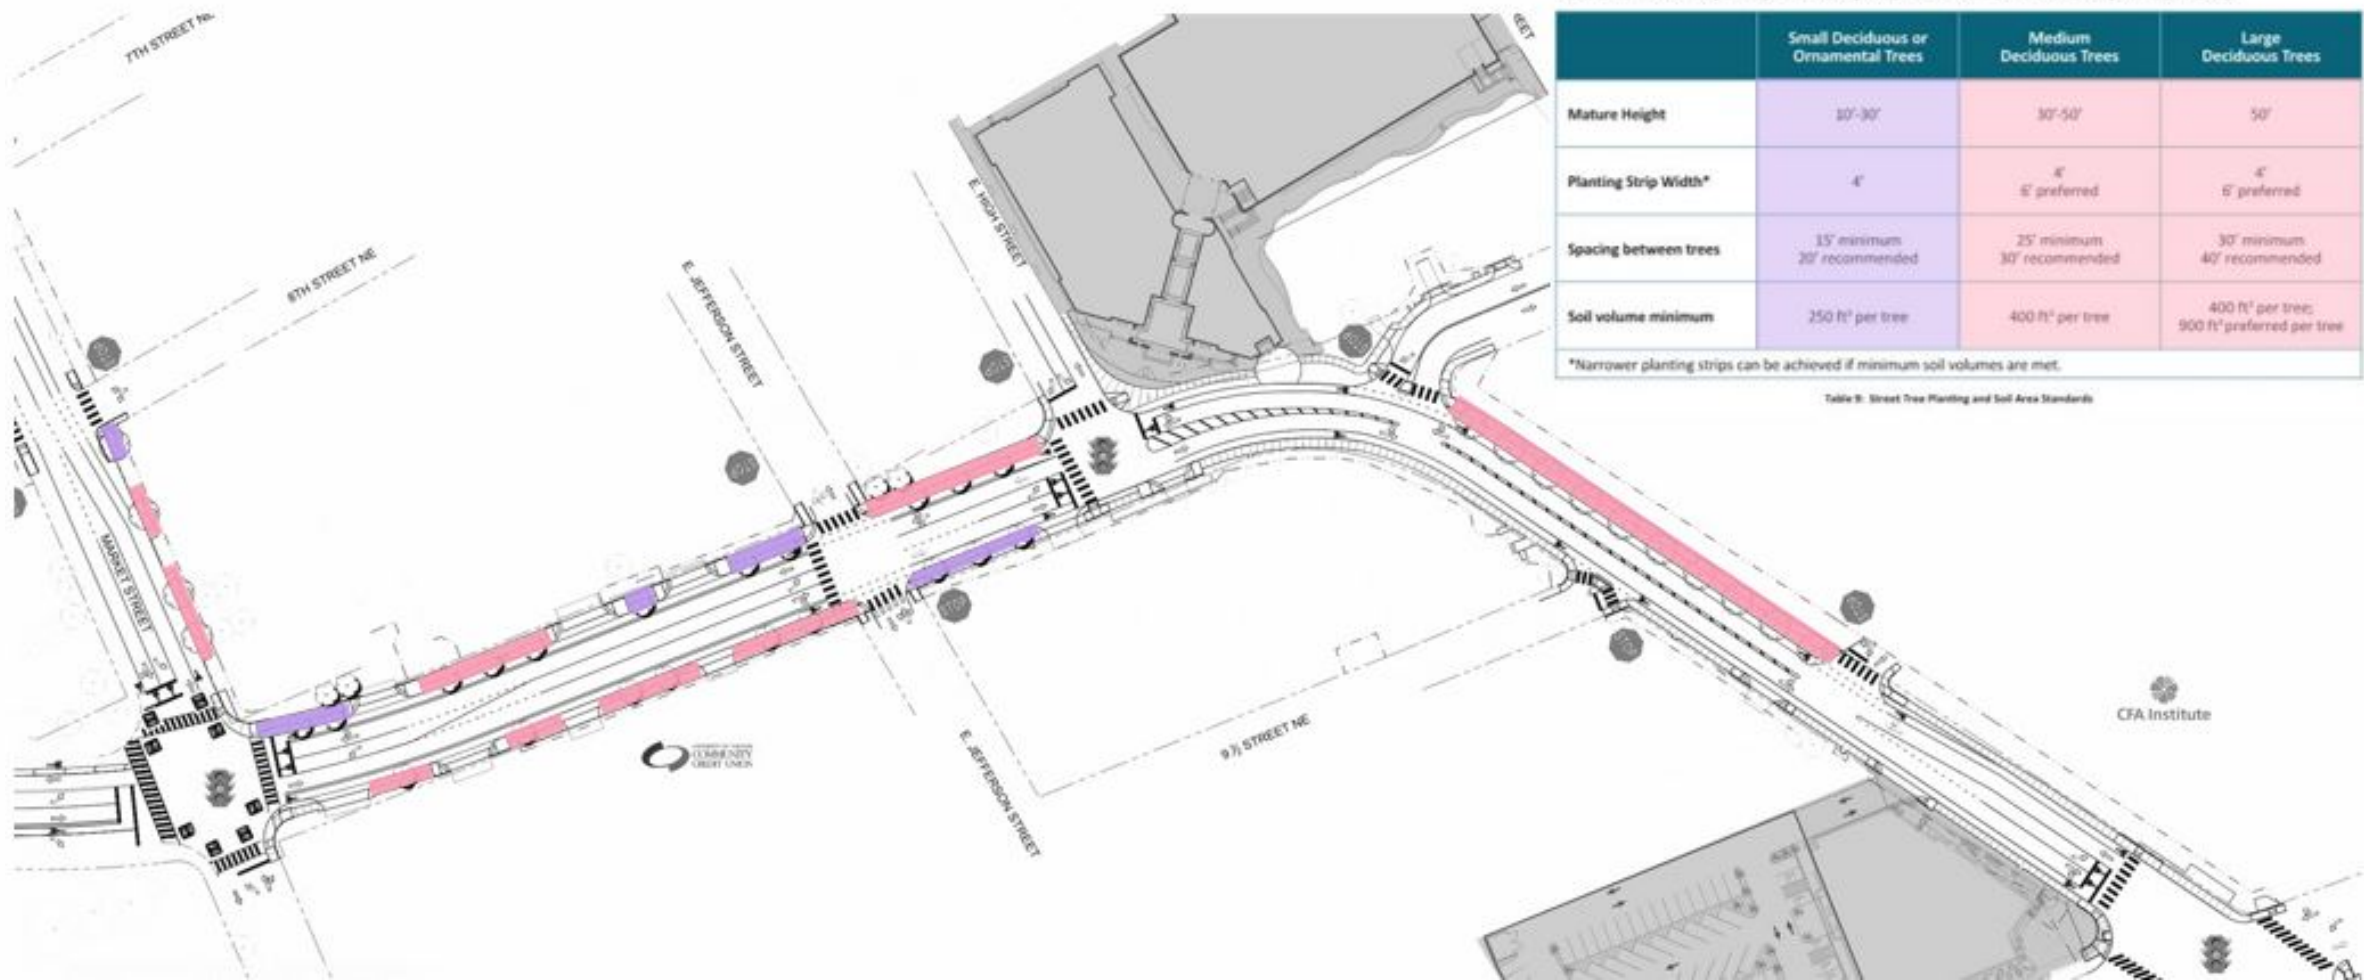 7TH STREET NE
8TH STREET NE
MARKET STREET
E. JEFFERSON STREET
E. HIGH STREET
STREET
E. JEFFERSON STREET
9 ½ STREET NE
COMMUNITY
CREDIT UNION
CFA Institute
Small Deciduous or Ornamental Trees
Medium Deciduous Trees
Large Deciduous Trees
Mature Height
10'-30'
30'-50'
50'
Planting Strip Width*
4'
4'
6' preferred
4'
6' preferred
Spacing between trees
15' minimum
20' recommended
25' minimum
30' recommended
30' minimum
40' recommended
Soil volume minimum
250 ft³ per tree
400 ft³ per tree
400 ft³ per tree;
900 ft³ preferred per tree
*Narrower planting strips can be achieved if minimum soil volumes are met.
Table 9: Street Tree Planting and Soil Area Standards